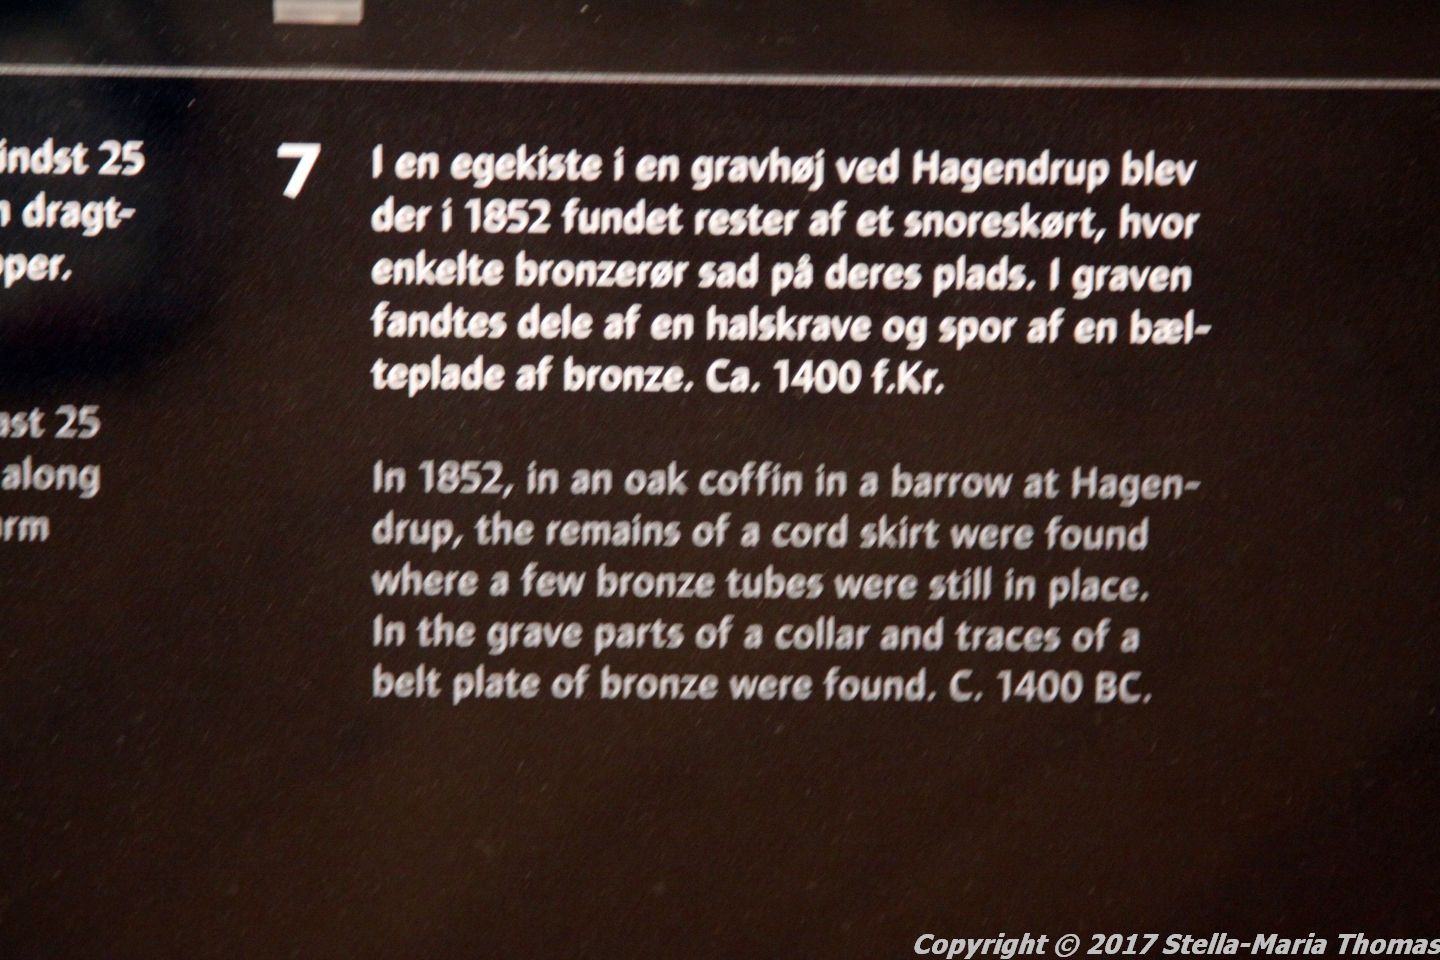 indst 25
dragt-
pper.
ast 25
along
arm
7
I en egekiste i en gravhøj ved Hagendrup blev
der i 1852 fundet rester af et snoreskørt, hvor
enkelte bronzerør sad på deres plads. I graven
fandtes dele af en halskrave og spor af en bæl-
teplade af bronze. Ca. 1400 f.Kr.
In 1852, in an oak coffin in a barrow at Hagen-
drup, the remains of a cord skirt were found
where a few bronze tubes were still in place.
In the grave parts of a collar and traces of a
belt plate of bronze were found. C. 1400 BC.
Copyright © 2017 Stella-Maria Thomas